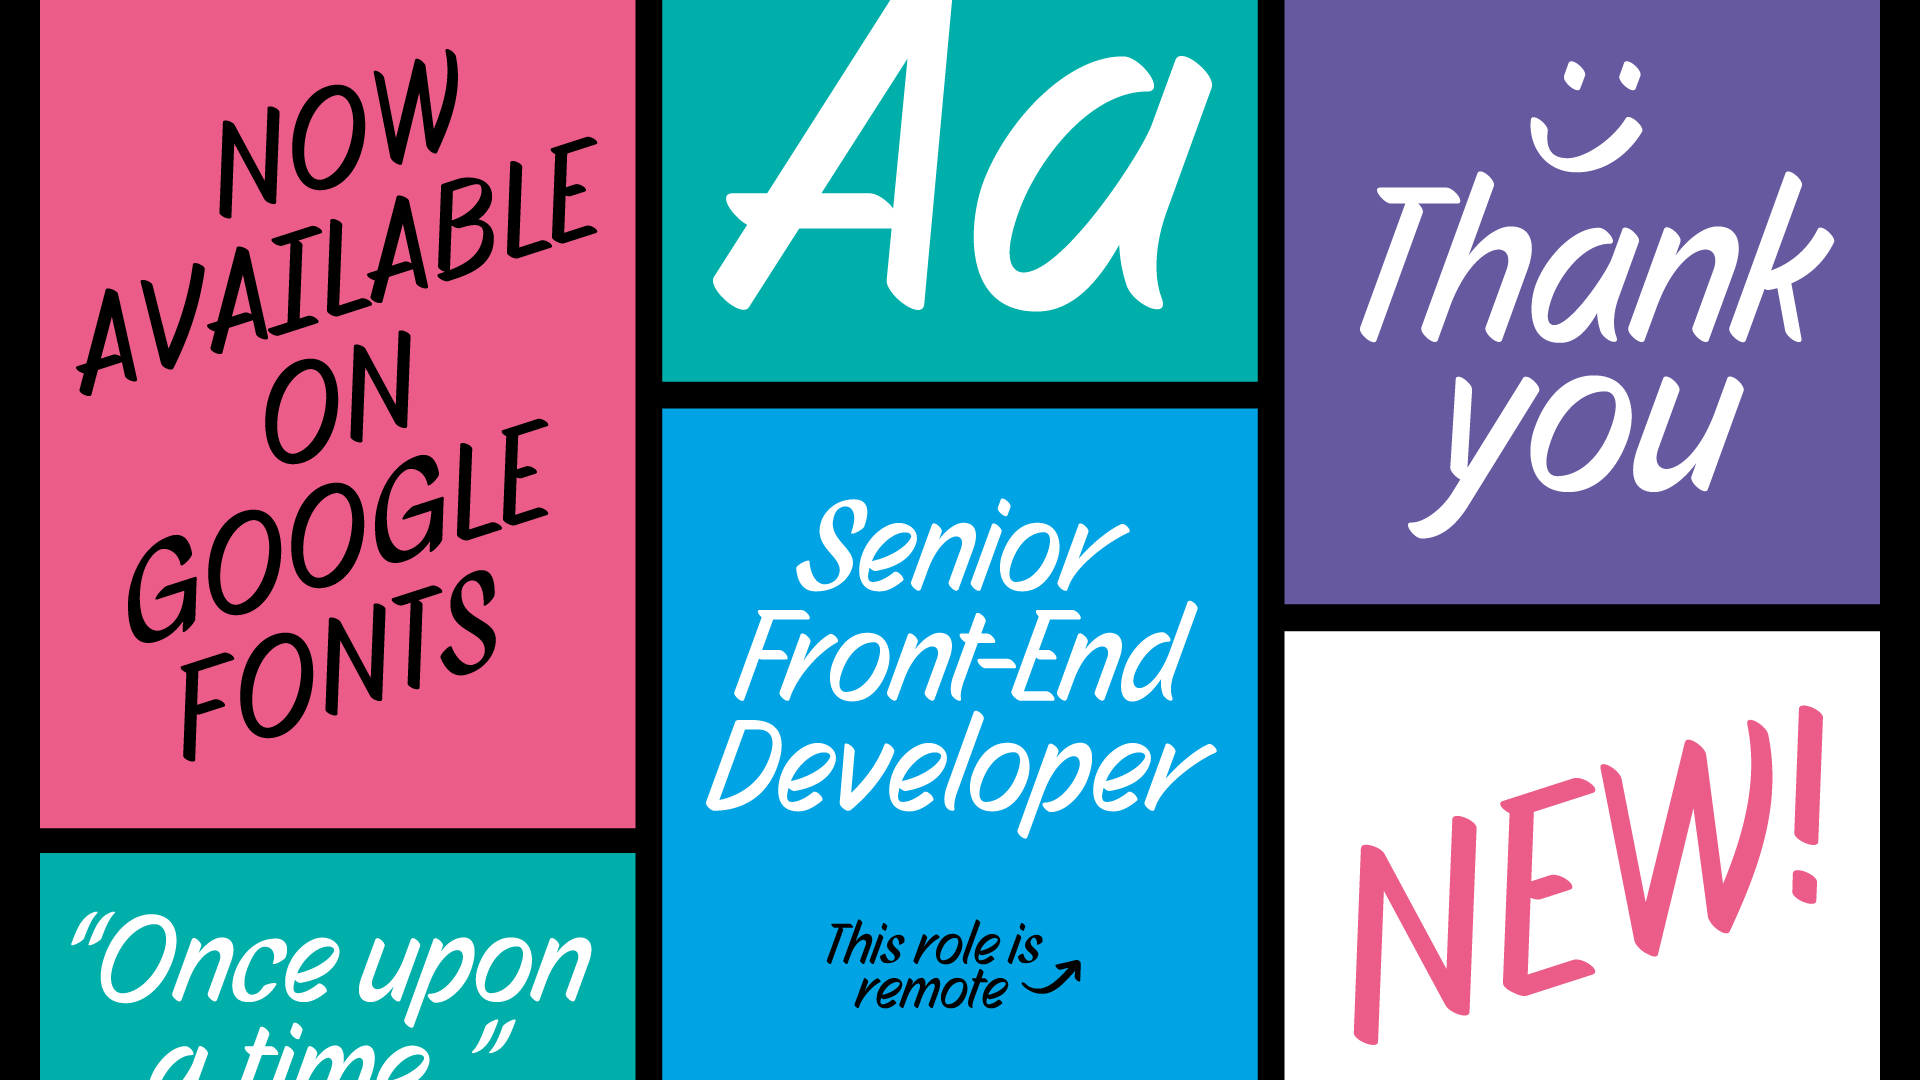 NOW
AVAILABLE
ON
GOOGLE
FONTS
“Once upon
a time ”
Aa
Senior
Front-End
Developer
This role is
remote
Thank
you
NEW!